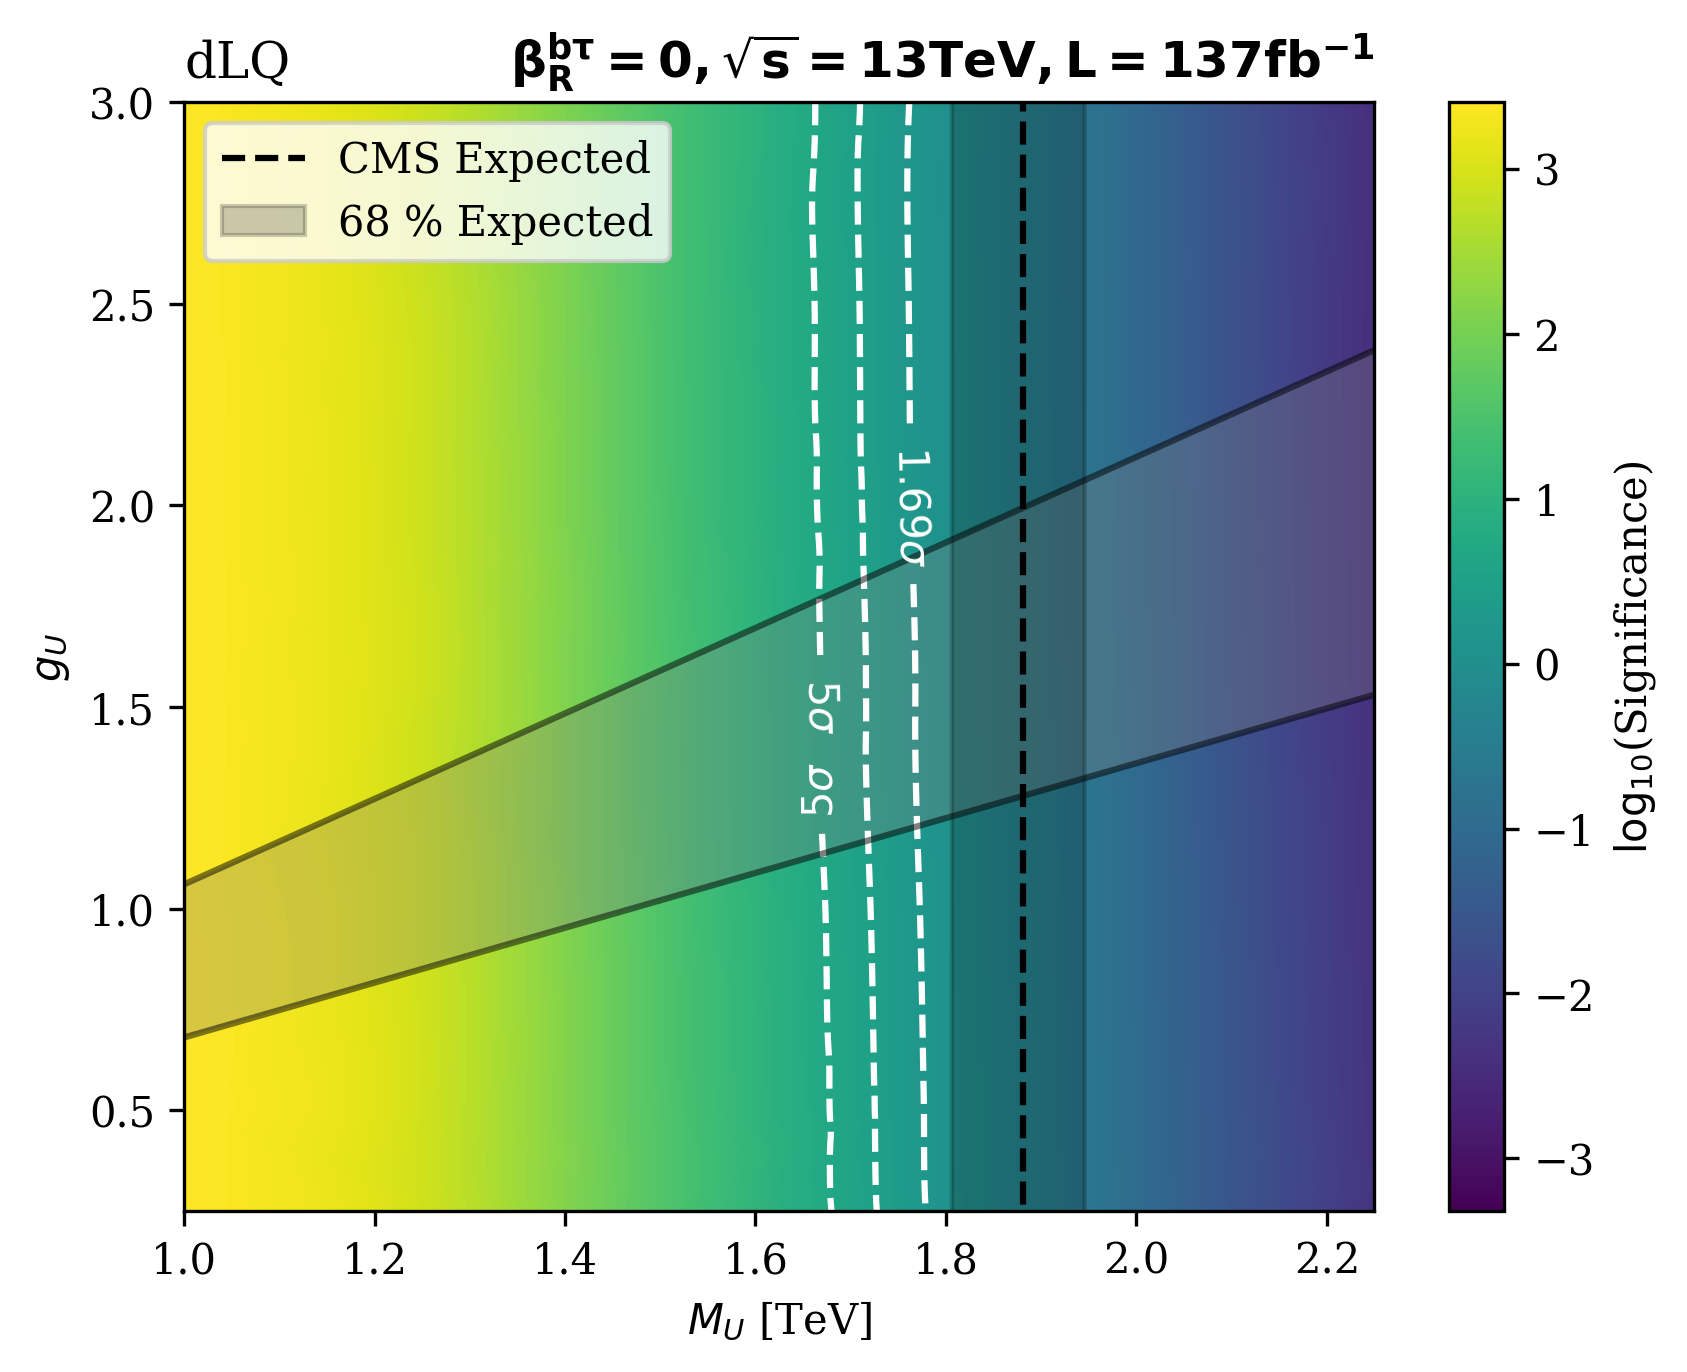 dLQ
β_R^{bτ} = 0, √s = 13TeV, L = 137fb⁻¹
CMS Expected
68 % Expected
3.0
2.5
2.0
1.5
1.0
0.5
g_U
1.69σ
5σ
5σ
1.0
1.2
1.4
1.6
1.8
2.0
2.2
M_U [TeV]
3
2
1
0
−1
−2
−3
log₁₀(Significance)